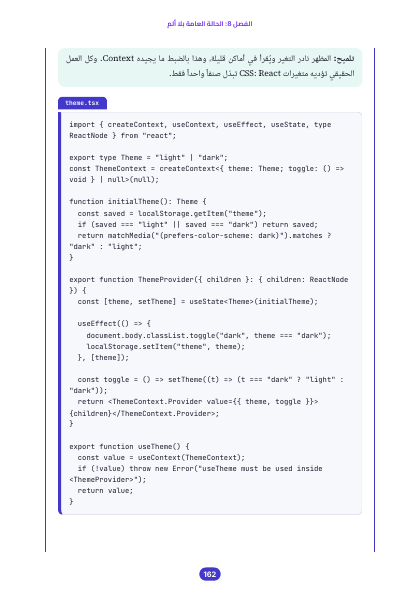 الفصل 8: الحالة العامة بلا ألم
تلميح: المظهر نادر التغير ويُقرأ في أماكن قليلة، وهذا بالضبط ما يجيده Context. وكل العمل
الحقيقي تؤديه متغيرات CSS: React تبدّل صنفاً واحداً فقط.
theme.tsx
import { createContext, useContext, useEffect, useState, type
ReactNode } from "react";
export type Theme = "light" | "dark";
const ThemeContext = createContext<{ theme: Theme; toggle: () =>
void } | null>(null);
function initialTheme(): Theme {
  const saved = localStorage.getItem("theme");
  if (saved === "light" || saved === "dark") return saved;
  return matchMedia("(prefers-color-scheme: dark)").matches ?
"dark" : "light";
}
export function ThemeProvider({ children }: { children: ReactNode
}) {
  const [theme, setTheme] = useState<Theme>(initialTheme);
  useEffect(() => {
    document.body.classList.toggle("dark", theme === "dark");
    localStorage.setItem("theme", theme);
  }, [theme]);
  const toggle = () => setTheme((t) => (t === "dark" ? "light" :
"dark"));
  return <ThemeContext.Provider value={{ theme, toggle }}>
{children}</ThemeContext.Provider>;
}
export function useTheme() {
  const value = useContext(ThemeContext);
  if (!value) throw new Error("useTheme must be used inside
<ThemeProvider>");
  return value;
}
162